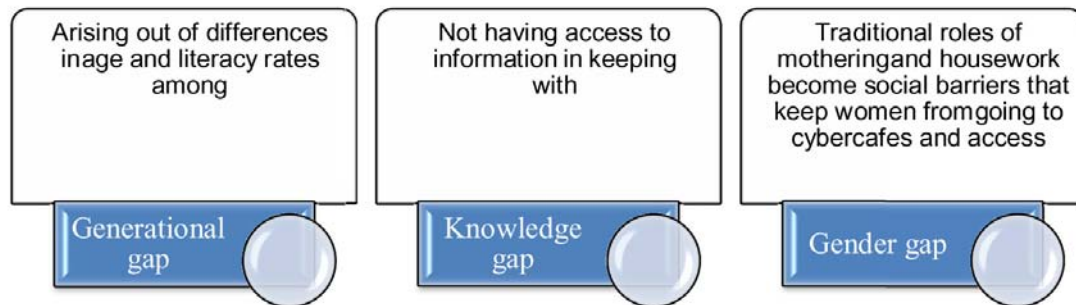 Arising out of differences
inage and literacy rates
among
Generational
gap
Not having access to
information in keeping
with
Knowledge
gap
Traditional roles of
motheringand housework
become social barriers that
keep women fromgoing to
cybercafes and access
Gender gap